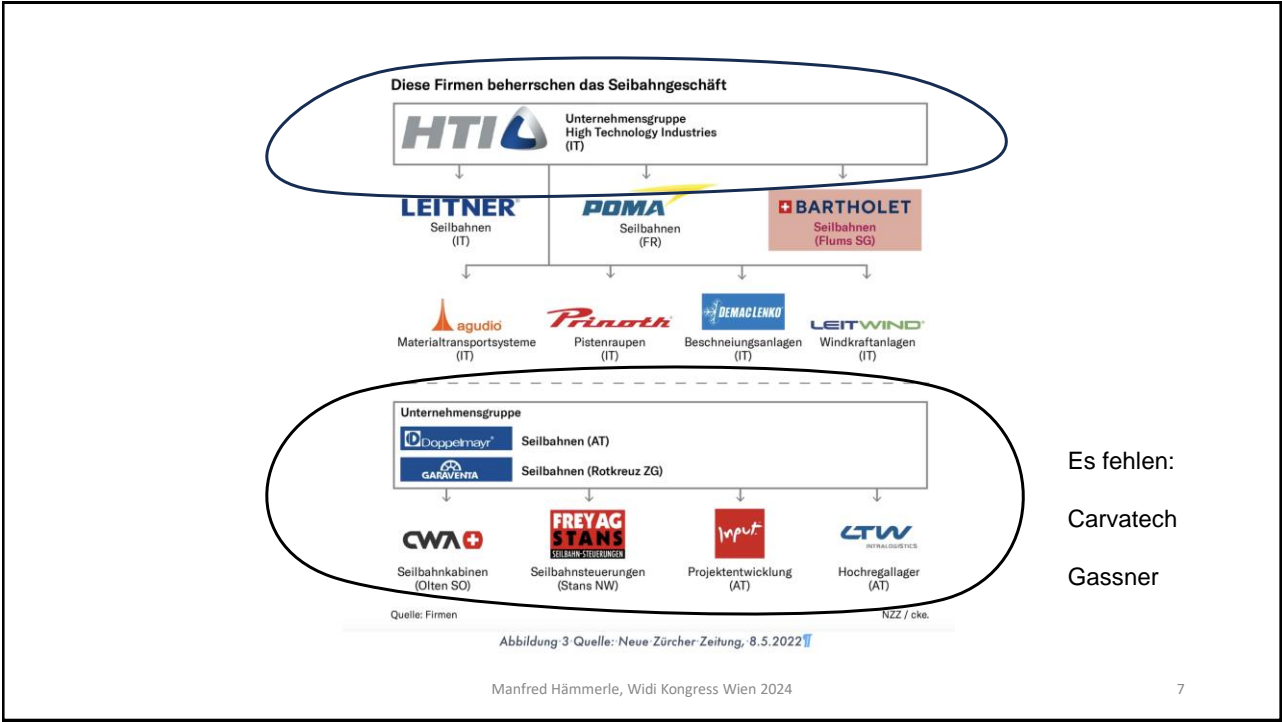 Diese Firmen beherrschen das Seibahngeschäft
HTI
Unternehmensgruppe
High Technology Industries
(IT)
LEITNER
Seilbahnen
(IT)
POMA
Seilbahnen
(FR)
BARTHOLET
Seilbahnen
(Flums SG)
agudio
Materialtransportsysteme
(IT)
Prinoth
Pistenraupen
(IT)
DEMACLENKO
Beschneiungsanlagen
(IT)
LEITWIND
Windkraftanlagen
(IT)
Unternehmensgruppe
Doppelmayr
Seilbahnen (AT)
GARAVENTA
Seilbahnen (Rotkreuz ZG)
CWA
Seilbahnkabinen
(Olten SO)
FREY AG
STANS
SEILBAHN-STEUERUNGEN
Seilbahnsteuerungen
(Stans NW)
Input
Projektentwicklung
(AT)
LTW
INTRALOGISTICS
Hochregallager
(AT)
Es fehlen:
Carvatech
Gassner
Quelle: Firmen
NZZ / cke.
Abbildung·3·Quelle:·Neue·Zürcher·Zeitung,·8.5.2022¶
Manfred Hämmerle, Widi Kongress Wien 2024
7